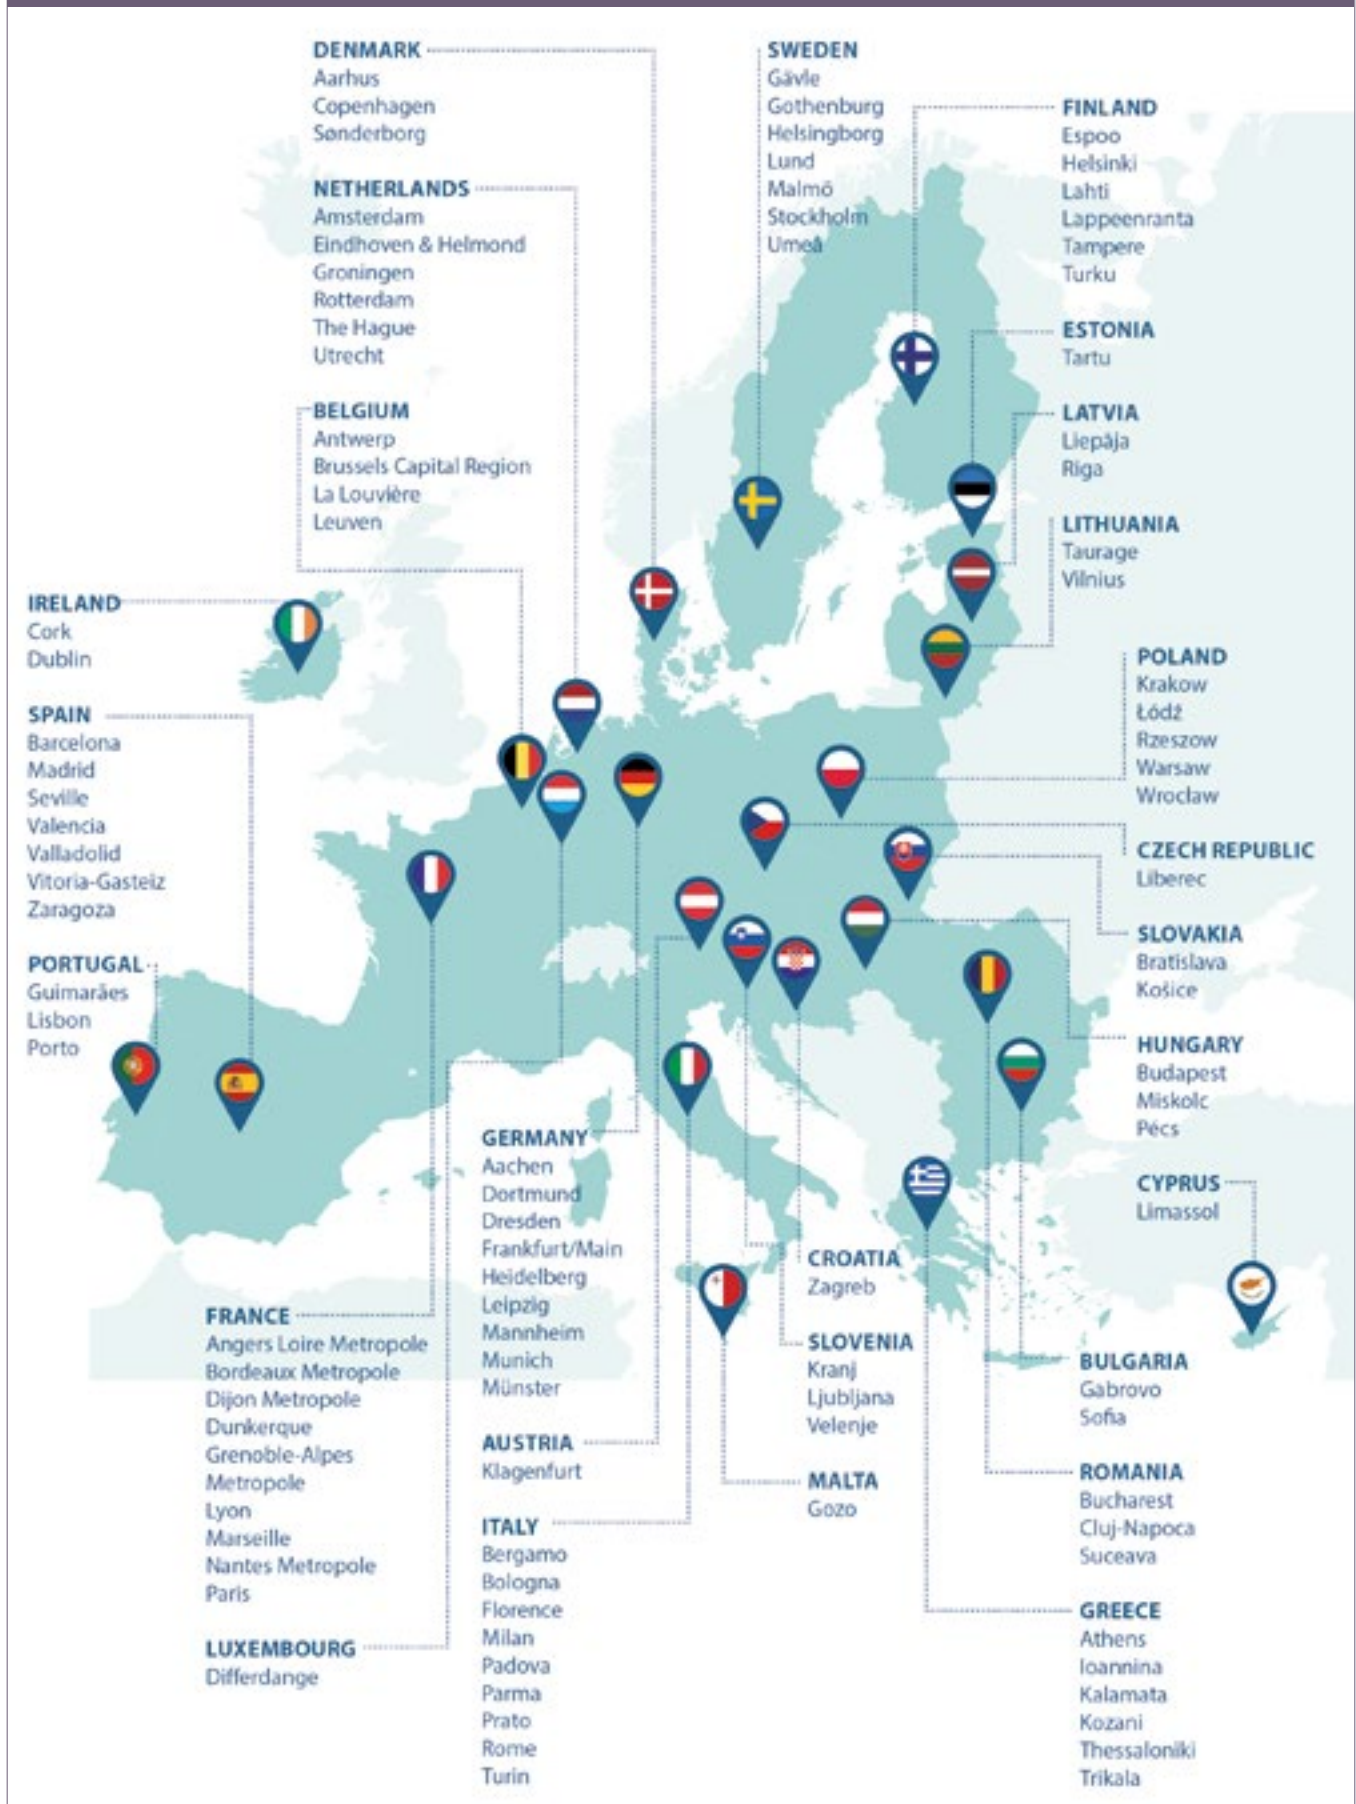 DENMARK
Aarhus
Copenhagen
Sønderborg
NETHERLANDS
Amsterdam
Eindhoven & Helmond
Groningen
Rotterdam
The Hague
Utrecht
BELGIUM
Antwerp
Brussels Capital Region
La Louvière
Leuven
IRELAND
Cork
Dublin
SPAIN
Barcelona
Madrid
Seville
Valencia
Valladolid
Vitoria-Gasteiz
Zaragoza
PORTUGAL
Guimarães
Lisbon
Porto
SWEDEN
Gävle
Gothenburg
Helsingborg
Lund
Malmö
Stockholm
Umeå
FINLAND
Espoo
Helsinki
Lahti
Lappeenranta
Tampere
Turku
ESTONIA
Tartu
LATVIA
Liepāja
Riga
LITHUANIA
Taurage
Vilnius
POLAND
Krakow
Łódź
Rzeszow
Warsaw
Wrocław
CZECH REPUBLIC
Liberec
SLOVAKIA
Bratislava
Košice
HUNGARY
Budapest
Miskolc
Pécs
CYPRUS
Limassol
FRANCE
Angers Loire Metropole
Bordeaux Metropole
Dijon Metropole
Dunkerque
Grenoble-Alpes
Metropole
Lyon
Marseille
Nantes Metropole
Paris
LUXEMBOURG
Differdange
GERMANY
Aachen
Dortmund
Dresden
Frankfurt/Main
Heidelberg
Leipzig
Mannheim
Munich
Münster
AUSTRIA
Klagenfurt
ITALY
Bergamo
Bologna
Florence
Milan
Padova
Parma
Prato
Rome
Turin
CROATIA
Zagreb
SLOVENIA
Kranj
Ljubljana
Velenje
MALTA
Gozo
BULGARIA
Gabrovo
Sofia
ROMANIA
Bucharest
Cluj-Napoca
Suceava
GREECE
Athens
Ioannina
Kalamata
Kozani
Thessaloniki
Trikala